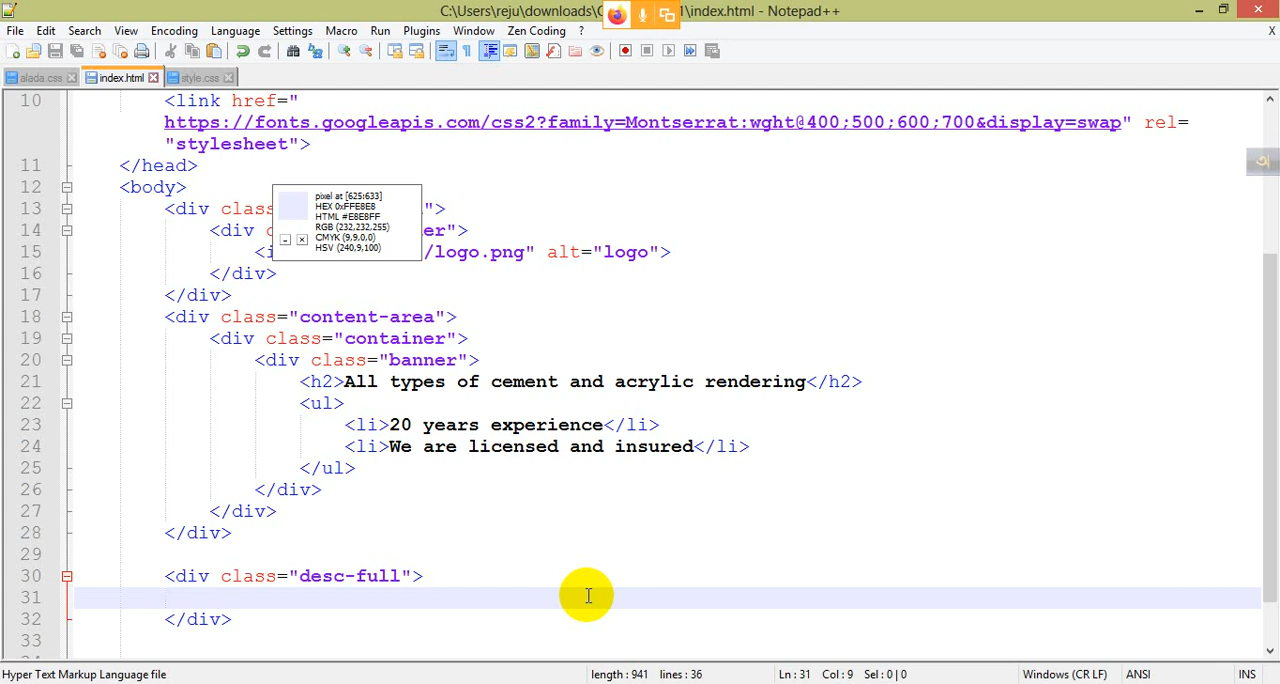 C:\Users\reju\downloads\C 1\index.html - Notepad++
File Edit Search View Encoding Language Settings Macro Run Plugins Window Zen Coding ? X
alada.css index.html style.css
10 <link href="
https://fonts.googleapis.com/css2?family=Montserrat:wght@400;500;600;700&display=swap" rel=
"stylesheet">
11 </head>
12 <body>
13 <div clas ">
14 <div c er">
15 <i /logo.png" alt="logo">
16 </div>
17 </div>
18 <div class="content-area">
19 <div class="container">
20 <div class="banner">
21 <h2>All types of cement and acrylic rendering</h2>
22 <ul>
23 <li>20 years experience</li>
24 <li>We are licensed and insured</li>
25 </ul>
26 </div>
27 </div>
28 </div>
29
30 <div class="desc-full">
31
32 </div>
33
pixel at [625:633]
HEX 0xFFE8E8
HTML #E8E8FF
RGB (232,232,255)
CMYK (9,9,0,0)
HSV (240,9,100)
অ
Hyper Text Markup Language file length : 941 lines : 36 Ln : 31 Col : 9 Sel : 0 | 0 Windows (CR LF) ANSI INS